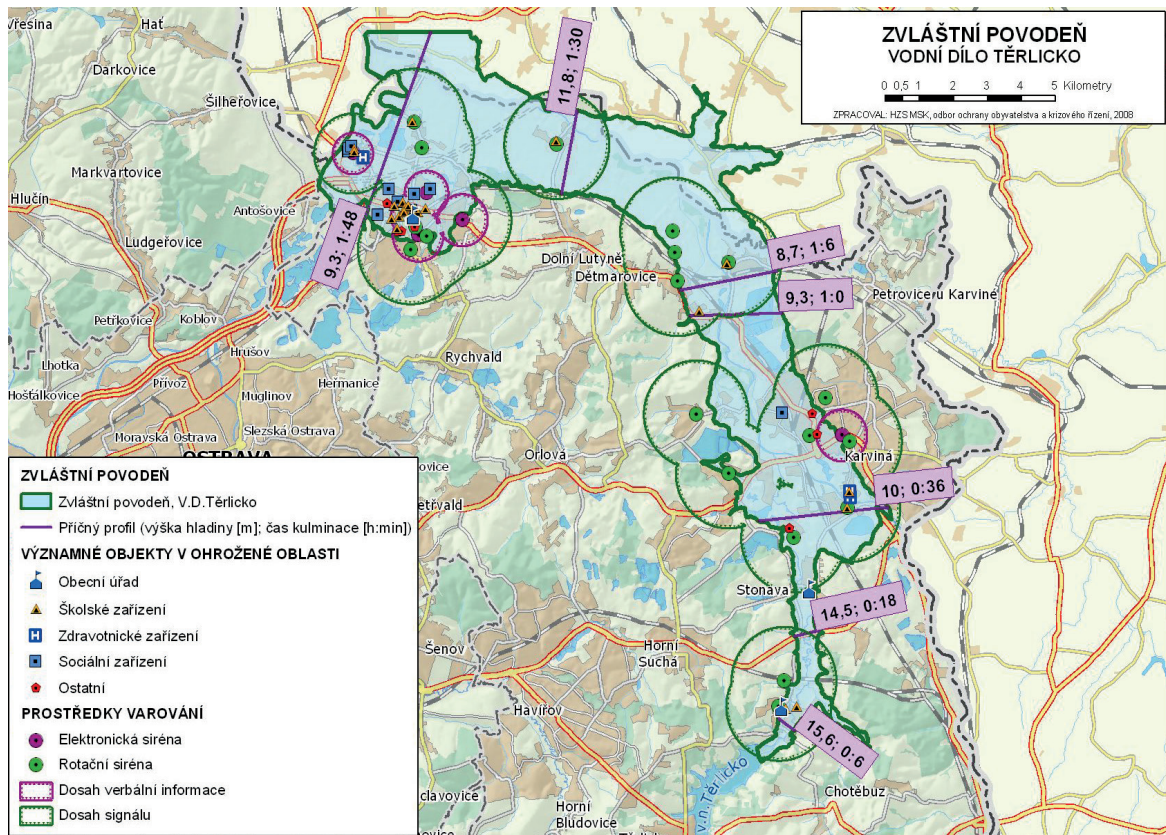 ZVLÁŠTNÍ POVODEŇ
VODNÍ DÍLO TĚRLICKO
0 0,5 1 2 3 4 5 Kilometry
ZPRACOVAL: HZS MSK, odbor ochrany obyvatelstva a krizového řízení, 2008
Vřesina
Hať
Darkovice
Šilheřovice
Markvartovice
Hlučín
Antošovice
Ludgeřovice
Petřkovice
Koblov
Lhotka
Hrušov
Přívoz
Hošťálkovice
Muglinov
Heřmanice
Rychvald
Moravská Ostrava
Slezská Ostrava
OSTRAVA
Orlová
Dolní Lutyně
Dětmarovice
Petrovice u Karviné
Karviná
Stonava
Horní
Suchá
Šenov
Havířov
Horní
Bludovice
Chotěbuz
v.n.Těrlicko
ovice
etřvald
clavovice
11,8; 1:30
9,3; 1:48
8,7; 1:6
9,3; 1:0
10; 0:36
14,5; 0:18
15,6; 0:6
ZVLÁŠTNÍ POVODEŇ
Zvláštní povodeň, V.D.Těrlicko
Příčný profil (výška hladiny [m]; čas kulminace [h:min])
VÝZNAMNÉ OBJEKTY V OHROŽENÉ OBLASTI
Obecní úřad
Školské zařízení
H Zdravotnické zařízení
Sociální zařízení
Ostatní
PROSTŘEDKY VAROVÁNÍ
Elektronická siréna
Rotační siréna
Dosah verbální informace
Dosah signálu